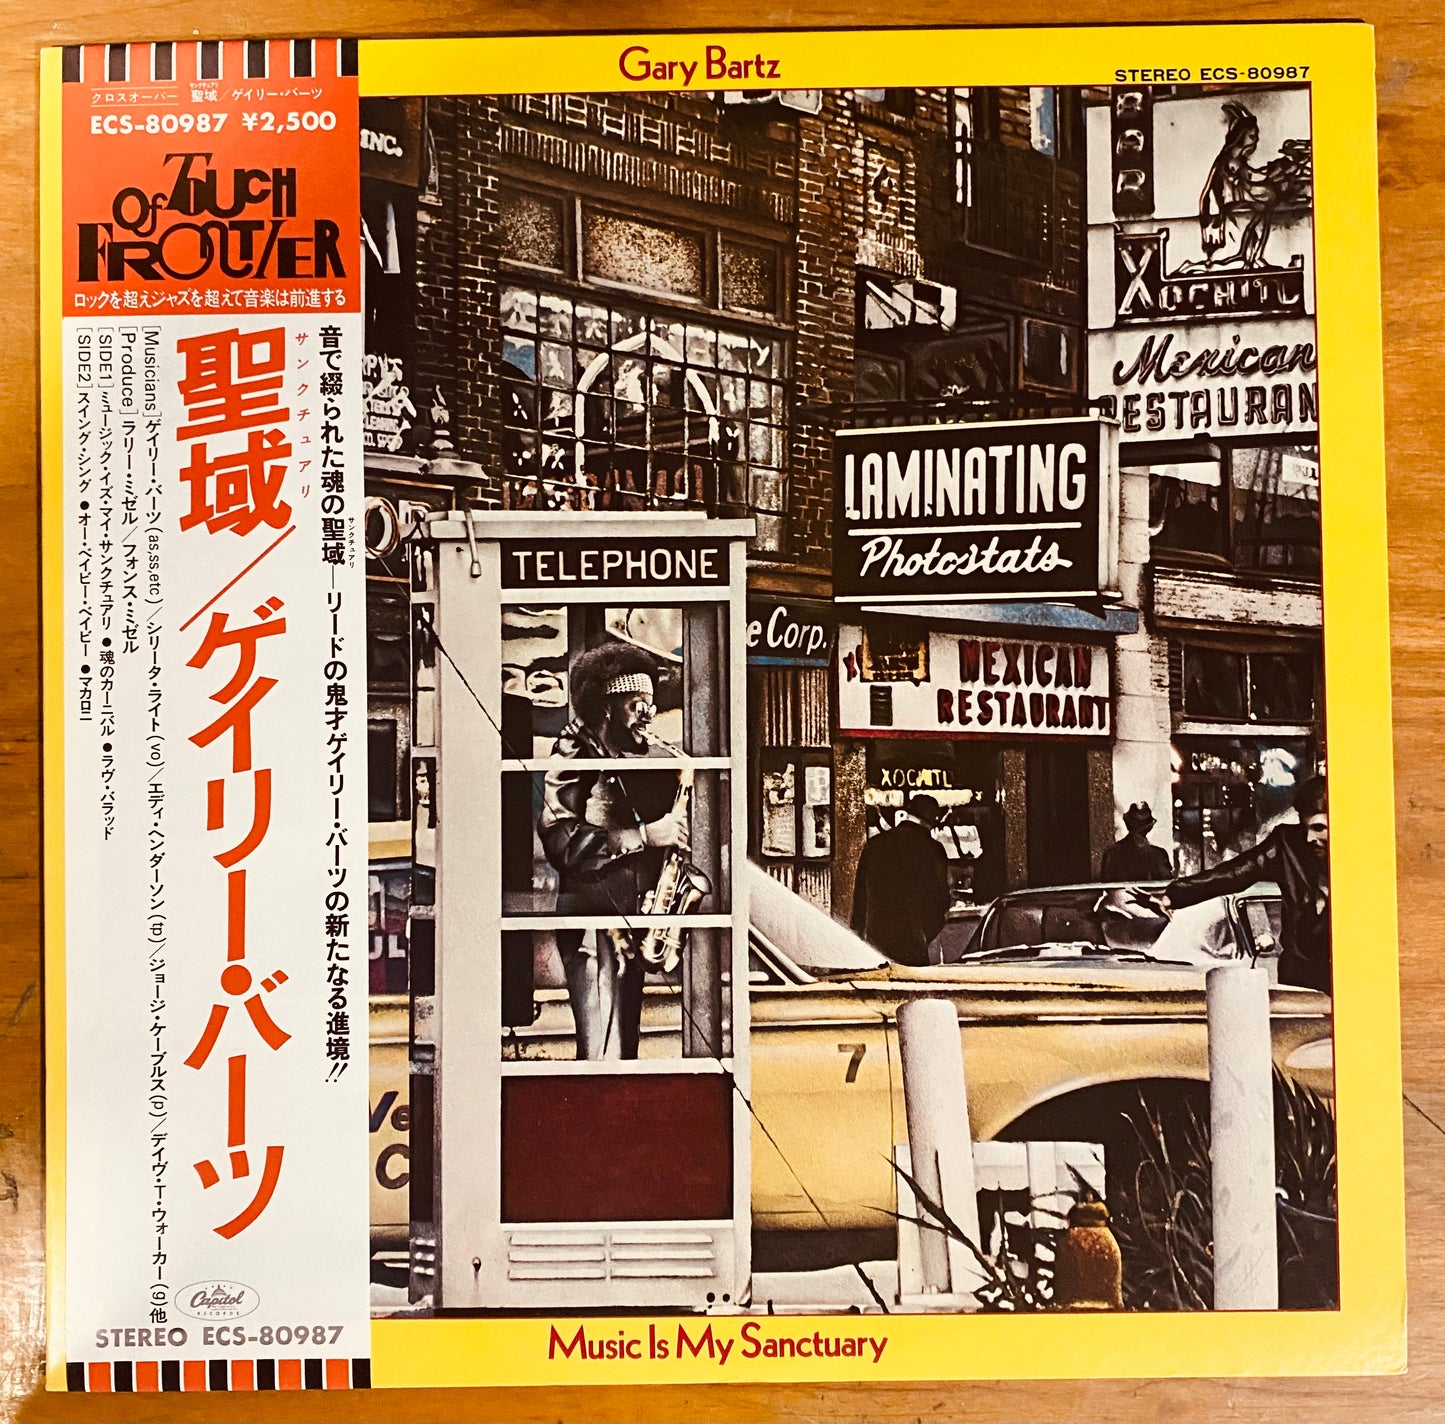 Gary Bartz
STEREO ECS-80987
クロスオーバー
サンクチュアリ
聖域/ゲイリー・バーツ
ECS-80987 ¥2,500
Touch
Of
FRONTIER
ロックを超えジャズを超えて音楽は前進する
音で綴られた魂の聖域―リードの鬼才ゲイリー・バーツの新たなる進境!!
サンクチュアリ
サンクチュアリ
聖域/ゲイリー・バーツ
[Musicians]ゲイリー・バーツ(as,ss,etc)/シリータ・ライト(vo)/エディ・ヘンダーソン(tp)/ジョージ・ケーブルス(p)/デイヴ・T・ウォーカー(g)他
[Produce]ラリー・ミゼル/フォンス・ミゼル
[SIDE1]ミュージック・イズ・マイ・サンクチュアリ●魂のカーニバル●ラヴ・バラッド
[SIDE2]スイング・シング●オー・ベイビー・ベイビー●マカロニ
Capitol
RECORDS
STEREO ECS-80987
INC.
BAR
XOCHITL
Mexican
RESTAURAN
LAMINATING
Photostats
TELEPHONE
e Corp.
MEXICAN
RESTAURANT
XOCHITL
7
Ve
C
Music Is My Sanctuary